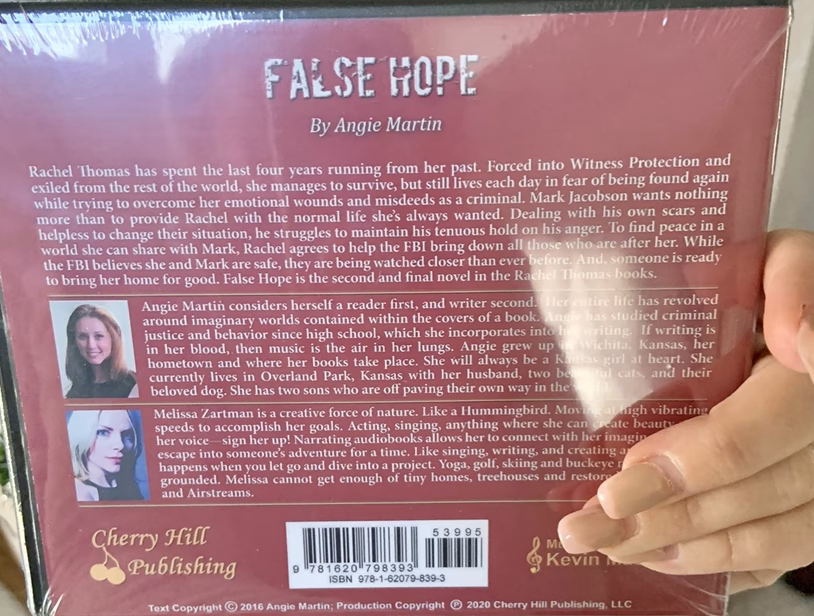 FALSE HOPE
By Angie Martin
Rachel Thomas has spent the last four years running from her past. Forced into Witness Protection and
exiled from the rest of the world, she manages to survive, but still lives each day in fear of being found again
while trying to overcome her emotional wounds and misdeeds as a criminal. Mark Jacobson wants nothing
more than to provide Rachel with the normal life she's always wanted. Dealing with his own scars and
helpless to change their situation, he struggles to maintain his tenuous hold on his anger. To find peace in a
world she can share with Mark, Rachel agrees to help the FBI bring down all those who are after her. While
the FBI believes she and Mark are safe, they are being watched closer than ever before. And, someone is ready
to bring her home for good. False Hope is the second and final novel in the Rachel Thomas books.
Angie Martin considers herself a reader first, and writer second. Her entire life has revolved
around imaginary worlds contained within the covers of a book. Angie has studied criminal
justice and behavior since high school, which she incorporates into her writing. If writing is
in her blood, then music is the air in her lungs. Angie grew up in Wichita, Kansas, her
hometown and where her books take place. She will always be a Kansas girl at heart. She
currently lives in Overland Park, Kansas with her husband, two cats, and their
beloved dog. She has two sons who are off paving their own way in the
Melissa Zartman is a creative force of nature. Like a Hummingbird. Moving at high vibrating
speeds to accomplish her goals. Acting, singing, anything where she can create
her voice—sign her up! Narrating audiobooks allows her to connect with her
escape into someone's adventure for a time. Like singing, writing, and creating
happens when you let go and dive into a project. Yoga, golf, skiing and buckeye
grounded. Melissa cannot get enough of tiny homes, treehouses and
and Airstreams.
Cherry Hill
Publishing
53995
9 781620 798393
ISBN 978-1-62079-839-3
Kevin
Text Copyright © 2016 Angie Martin; Production Copyright ℗ 2020 Cherry Hill Publishing, LLC